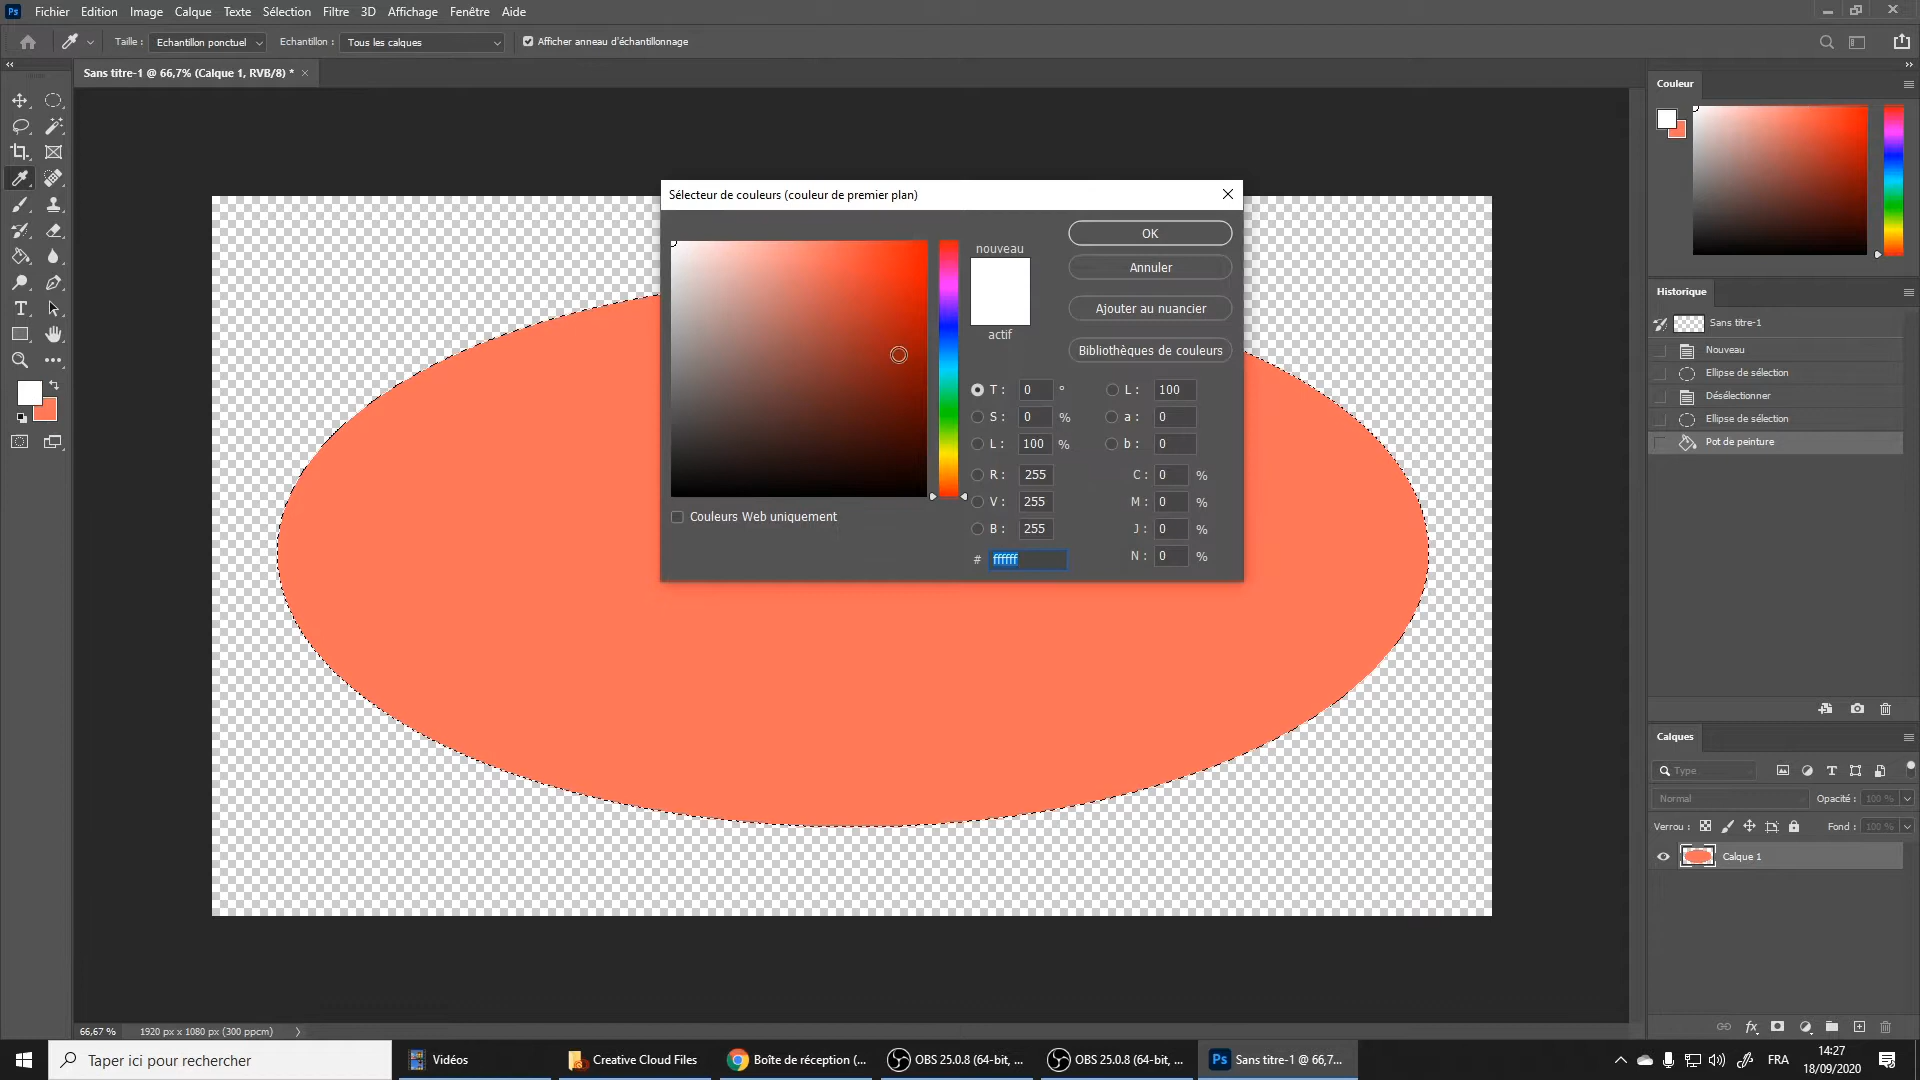 Ps Fichier Edition Image Calque Texte Sélection Filtre 3D Affichage Fenêtre Aide
Taille : Echantillon ponctuel Echantillon : Tous les calques Afficher anneau d'échantillonnage
Sans titre-1 @ 66,7% (Calque 1, RVB/8) *
Couleur
Sélecteur de couleurs (couleur de premier plan)
nouveau
actif
OK
Annuler
Ajouter au nuancier
Bibliothèques de couleurs
T : 0 ° L : 100
S : 0 % a : 0
L : 100 % b : 0
R : 255 C : 0 %
V : 255 M : 0 %
B : 255 J : 0 %
# ffffff N : 0 %
Couleurs Web uniquement
Historique
Sans titre-1
Nouveau
Ellipse de sélection
Désélectionner
Ellipse de sélection
Pot de peinture
Calques
Type
Normal Opacité : 100 %
Verrou : Fond : 100 %
Calque 1
66,67 % 1920 px x 1080 px (300 ppcm)
Taper ici pour rechercher
Vidéos
Creative Cloud Files
Boîte de réception (...
OBS 25.0.8 (64-bit, ...
OBS 25.0.8 (64-bit, ...
Ps Sans titre-1 @ 66,7...
FRA
14:27
18/09/2020